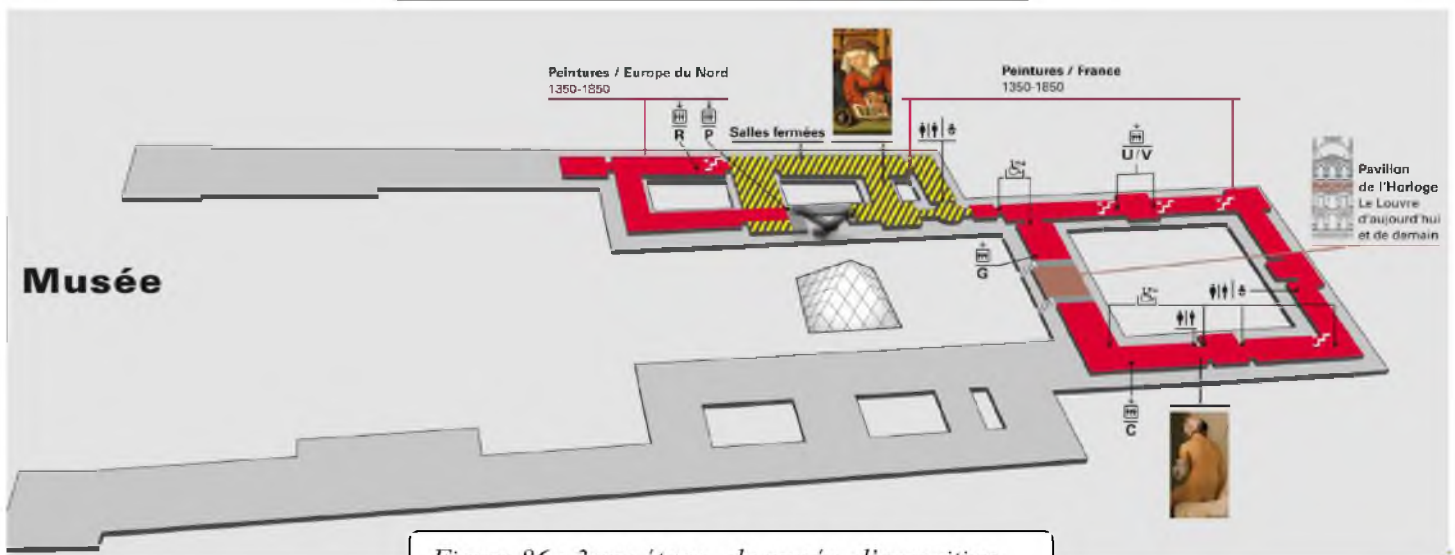 Peintures / Europe du Nord
1350-1850
Peintures / France
1350-1850
R
P
Salles fermées
U/V
Pavillon
de l'Horloge
Le Louvre
d'aujourd'hui
et de demain
Musée
G
C